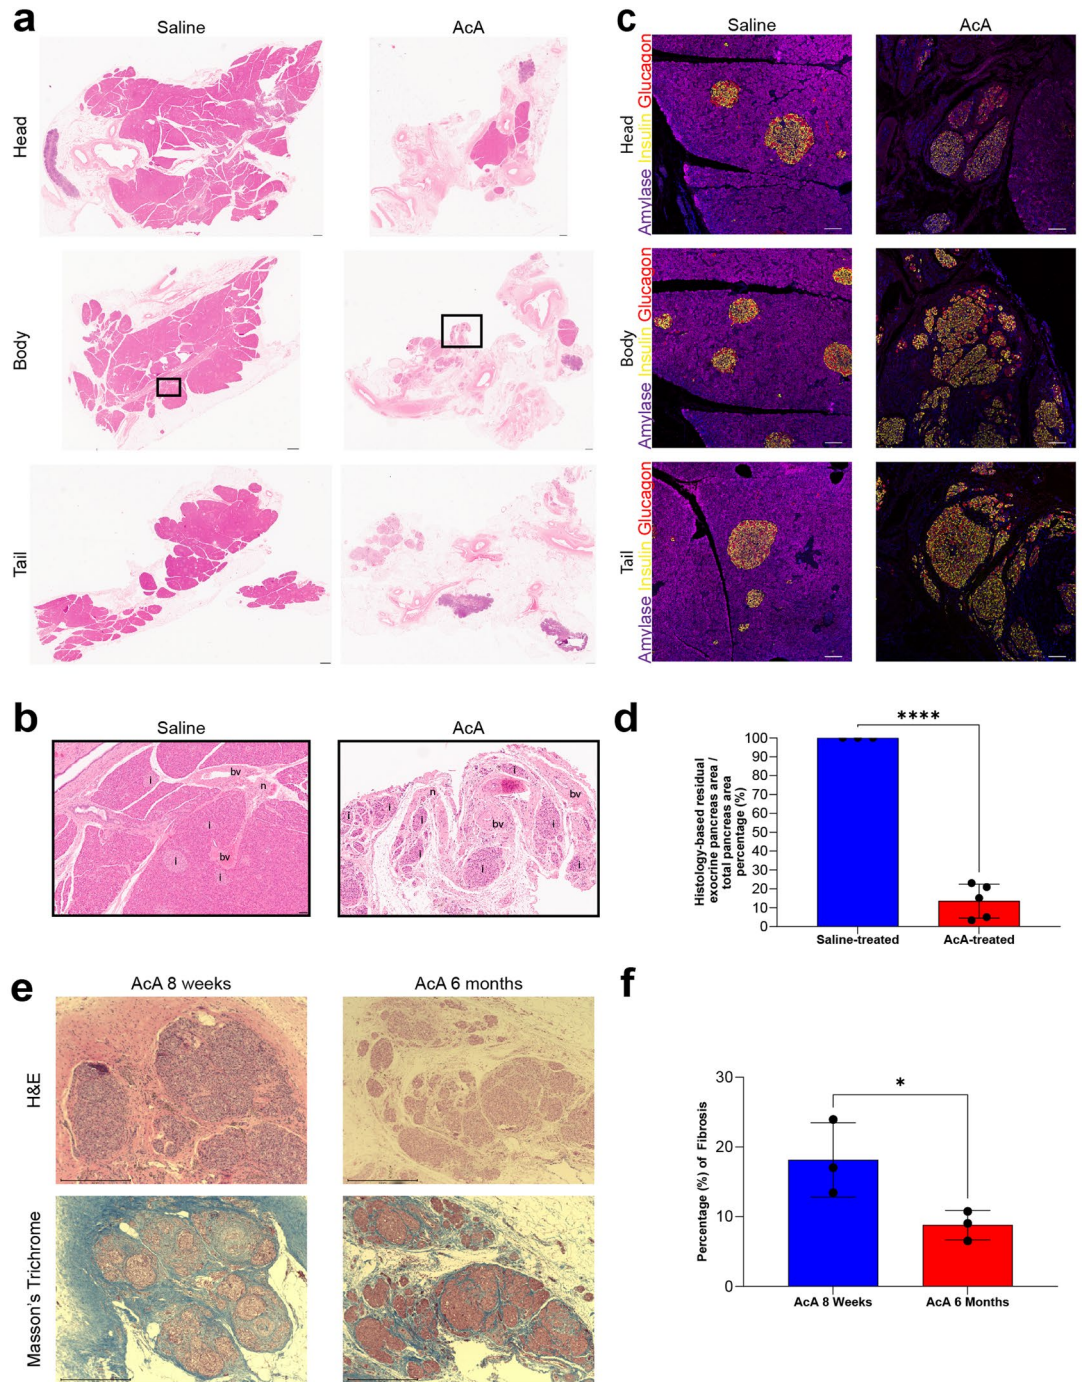 a
Saline
AcA
Head
Body
Tail
b
Saline
AcA
i
bv
n
i
i
bv
i
i
n
bv
i
i
i
bv
i
i
i
c
Saline
AcA
Head
Amylase Insulin Glucagon
Body
Amylase Insulin Glucagon
Tail
Amylase Insulin Glucagon
d
****
Histology-based residual
exocrine pancreas area /
total pancreas area
percentage (%)
100
90
80
70
60
50
40
30
20
10
0
Saline-treated
AcA-treated
e
AcA 8 weeks
AcA 6 months
H&E
Masson's Trichrome
f
*
Percentage (%) of Fibrosis
30
20
10
0
AcA 8 Weeks
AcA 6 Months